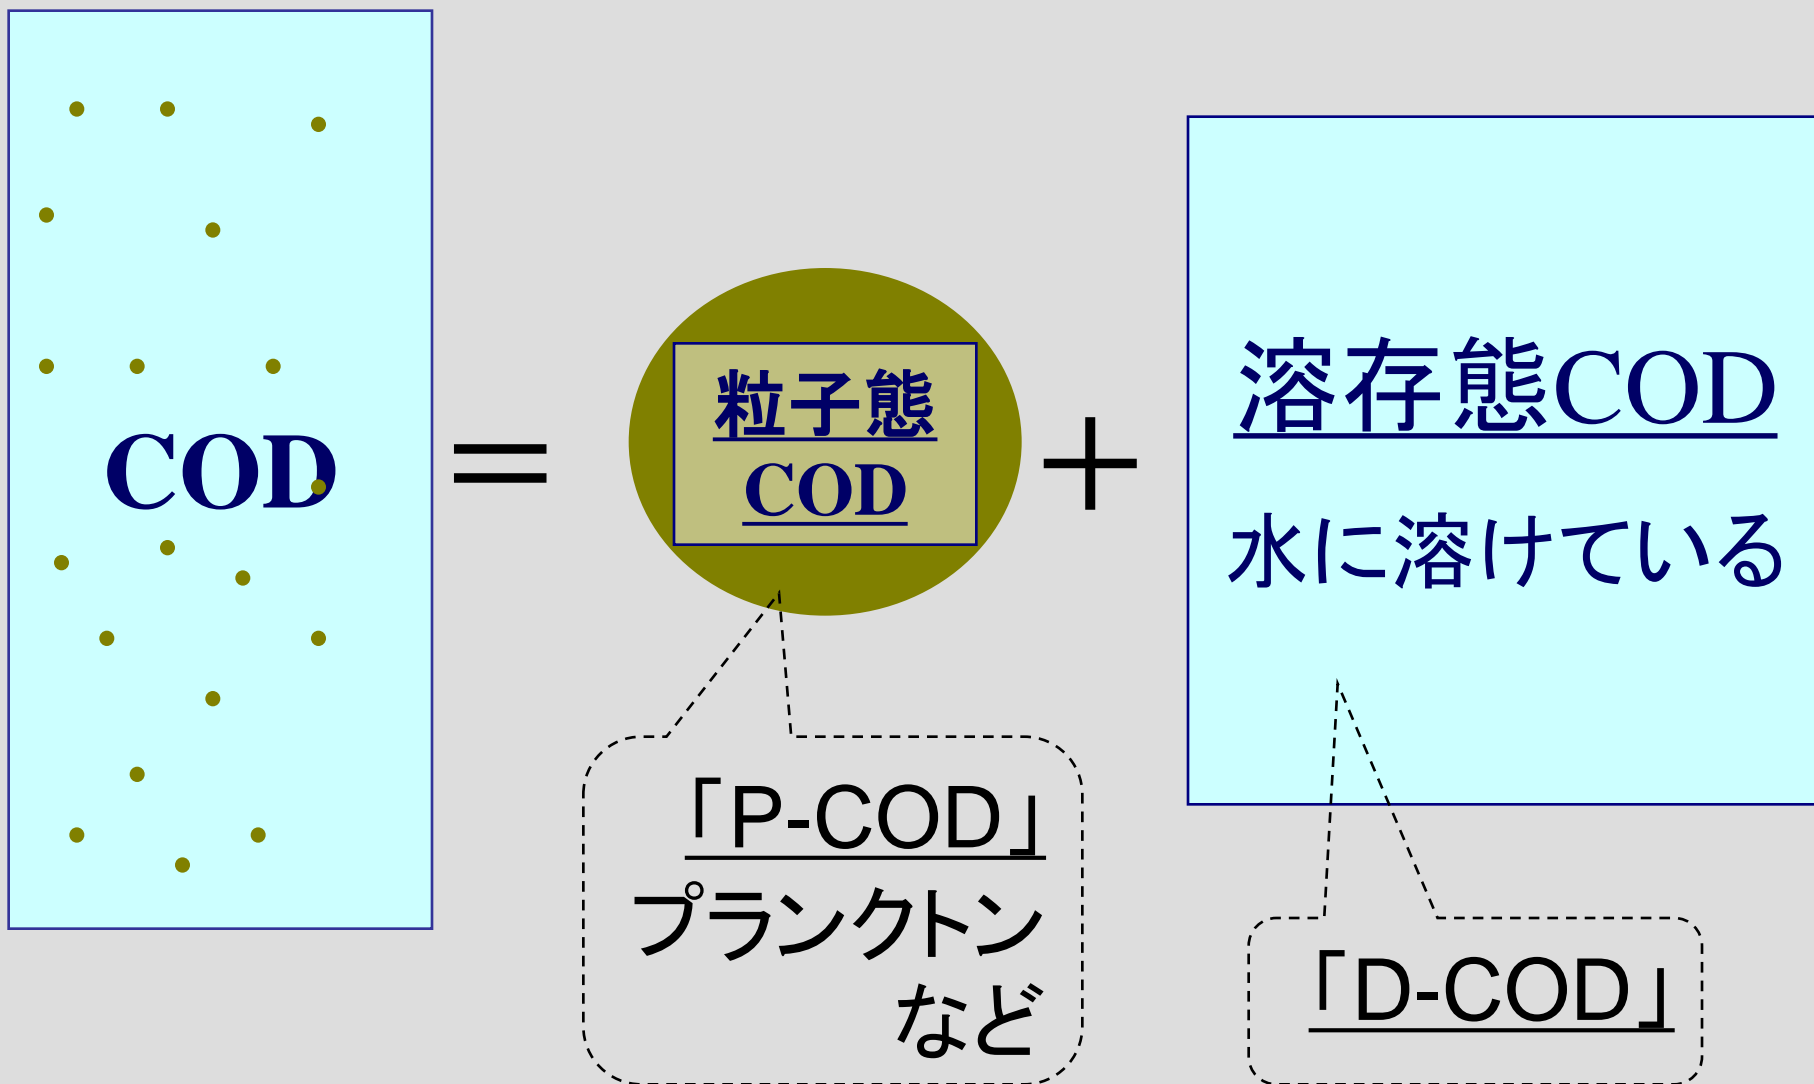 COD
＝
粒子態
COD
＋
溶存態COD
水に溶けている
「P-COD」
プランクトン
など
「D-COD」